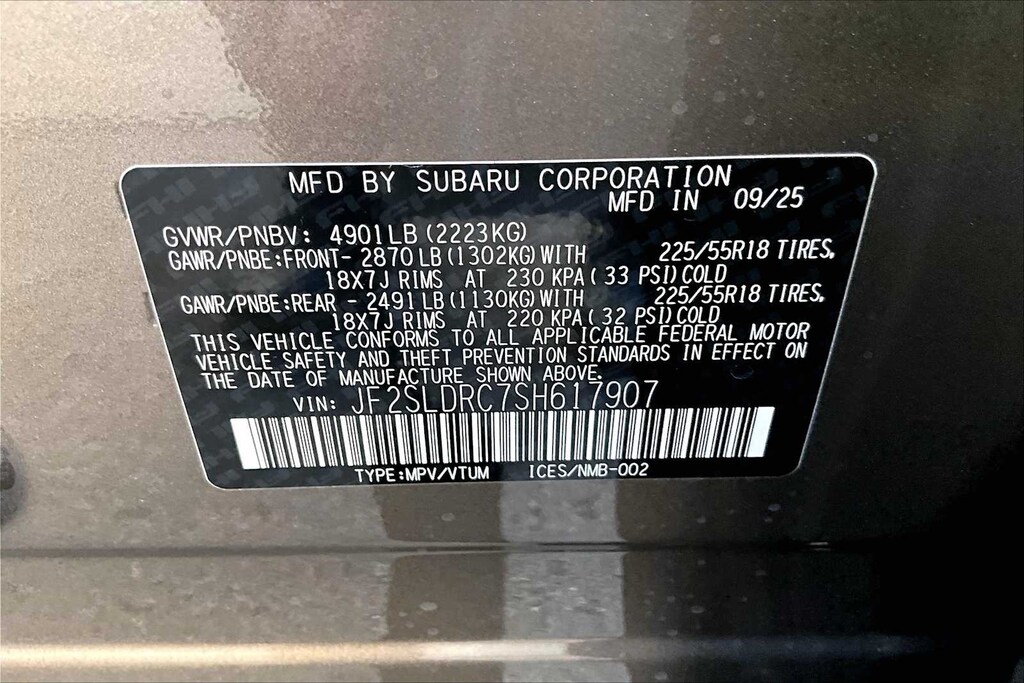 MFD BY SUBARU CORPORATION
MFD IN 09/25
GVWR/PNBV: 4901LB (2223KG)
GAWR/PNBE:FRONT- 2870LB(1302KG)WITH 225/55R18 TIRES,
18X7J RIMS AT 230 KPA( 33 PSI)COLD
GAWR/PNBE:REAR - 2491LB(1130KG)WITH 225/55R18 TIRES,
18X7J RIMS AT 220 KPA( 32 PSI)COLD
THIS VEHICLE CONFORMS TO ALL APPLICABLE FEDERAL MOTOR
VEHICLE SAFETY AND THEFT PREVENTION STANDARDS IN EFFECT ON
THE DATE OF MANUFACTURE SHOWN ABOVE.
VIN: JF2SLDRC7SH617907
TYPE:MPV/VTUM ICES/NMB-002